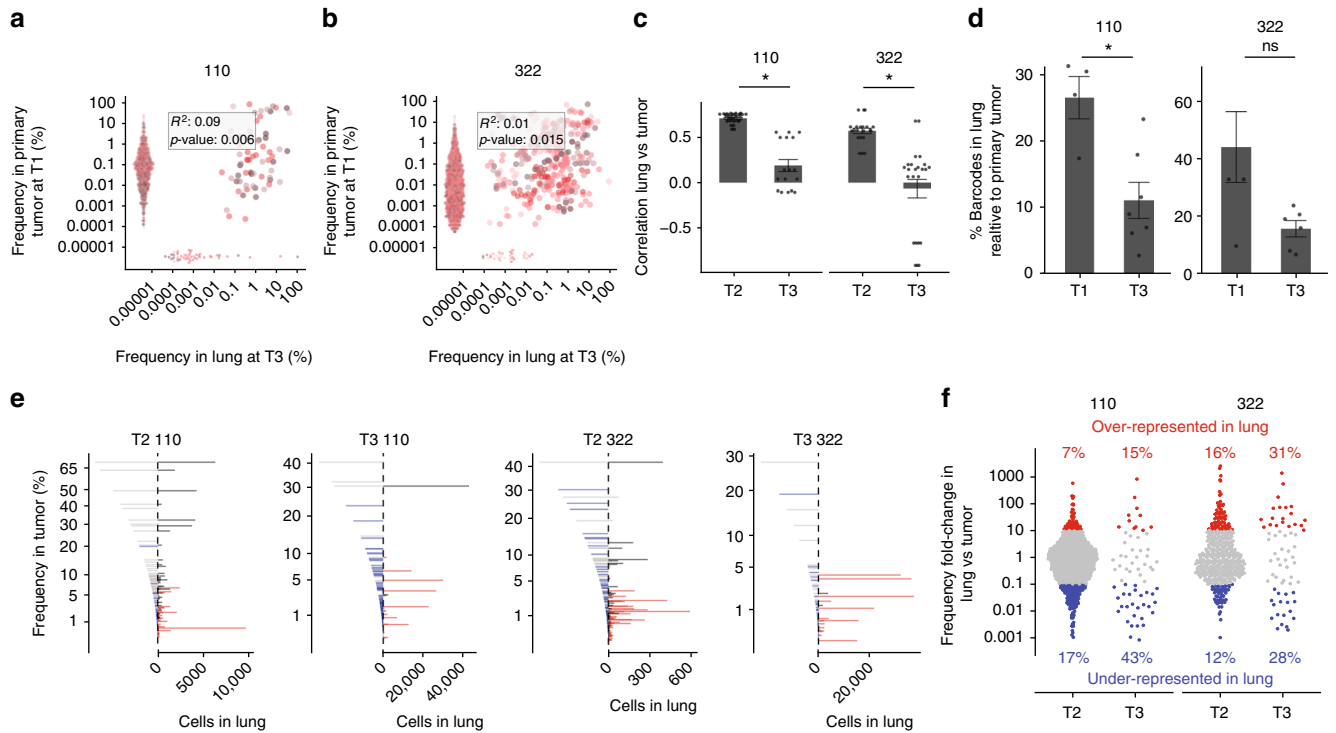 a
110
Frequency in primary
tumor at T1 (%)
100
10
1
0.1
0.01
0.001
0.0001
0.00001
R2: 0.09
p-value: 0.006
0.00001
0.0001
0.001
0.01
0.1
1
10
100
Frequency in lung at T3 (%)
b
322
Frequency in primary
tumor at T1 (%)
100
10
1
0.1
0.01
0.001
0.0001
0.00001
R2: 0.01
p-value: 0.015
0.00001
0.0001
0.001
0.01
0.1
1
10
100
Frequency in lung at T3 (%)
c
110
322
*
*
Correlation lung vs tumor
0.5
0.0
−0.5
T2
T3
T2
T3
d
110
322
*
ns
% Barcodes in lung
realtive to primary tumor
30
20
10
0
T1
T3
60
40
20
0
T1
T3
e
T2 110
Frequency in tumor (%)
65
50
40
30
20
10
5
1
0
5000
10,000
Cells in lung
T3 110
40
30
20
10
5
1
0
20,000
40,000
Cells in lung
T2 322
40
30
20
10
5
1
0
300
600
Cells in lung
T3 322
30
20
10
5
1
0
20,000
Cells in lung
f
110
322
Over-represented in lung
7%
15%
16%
31%
Frequency fold-change in
lung vs tumor
1000
100
10
1
0.1
0.01
0.001
17%
43%
12%
28%
Under-represented in lung
T2
T3
T2
T3